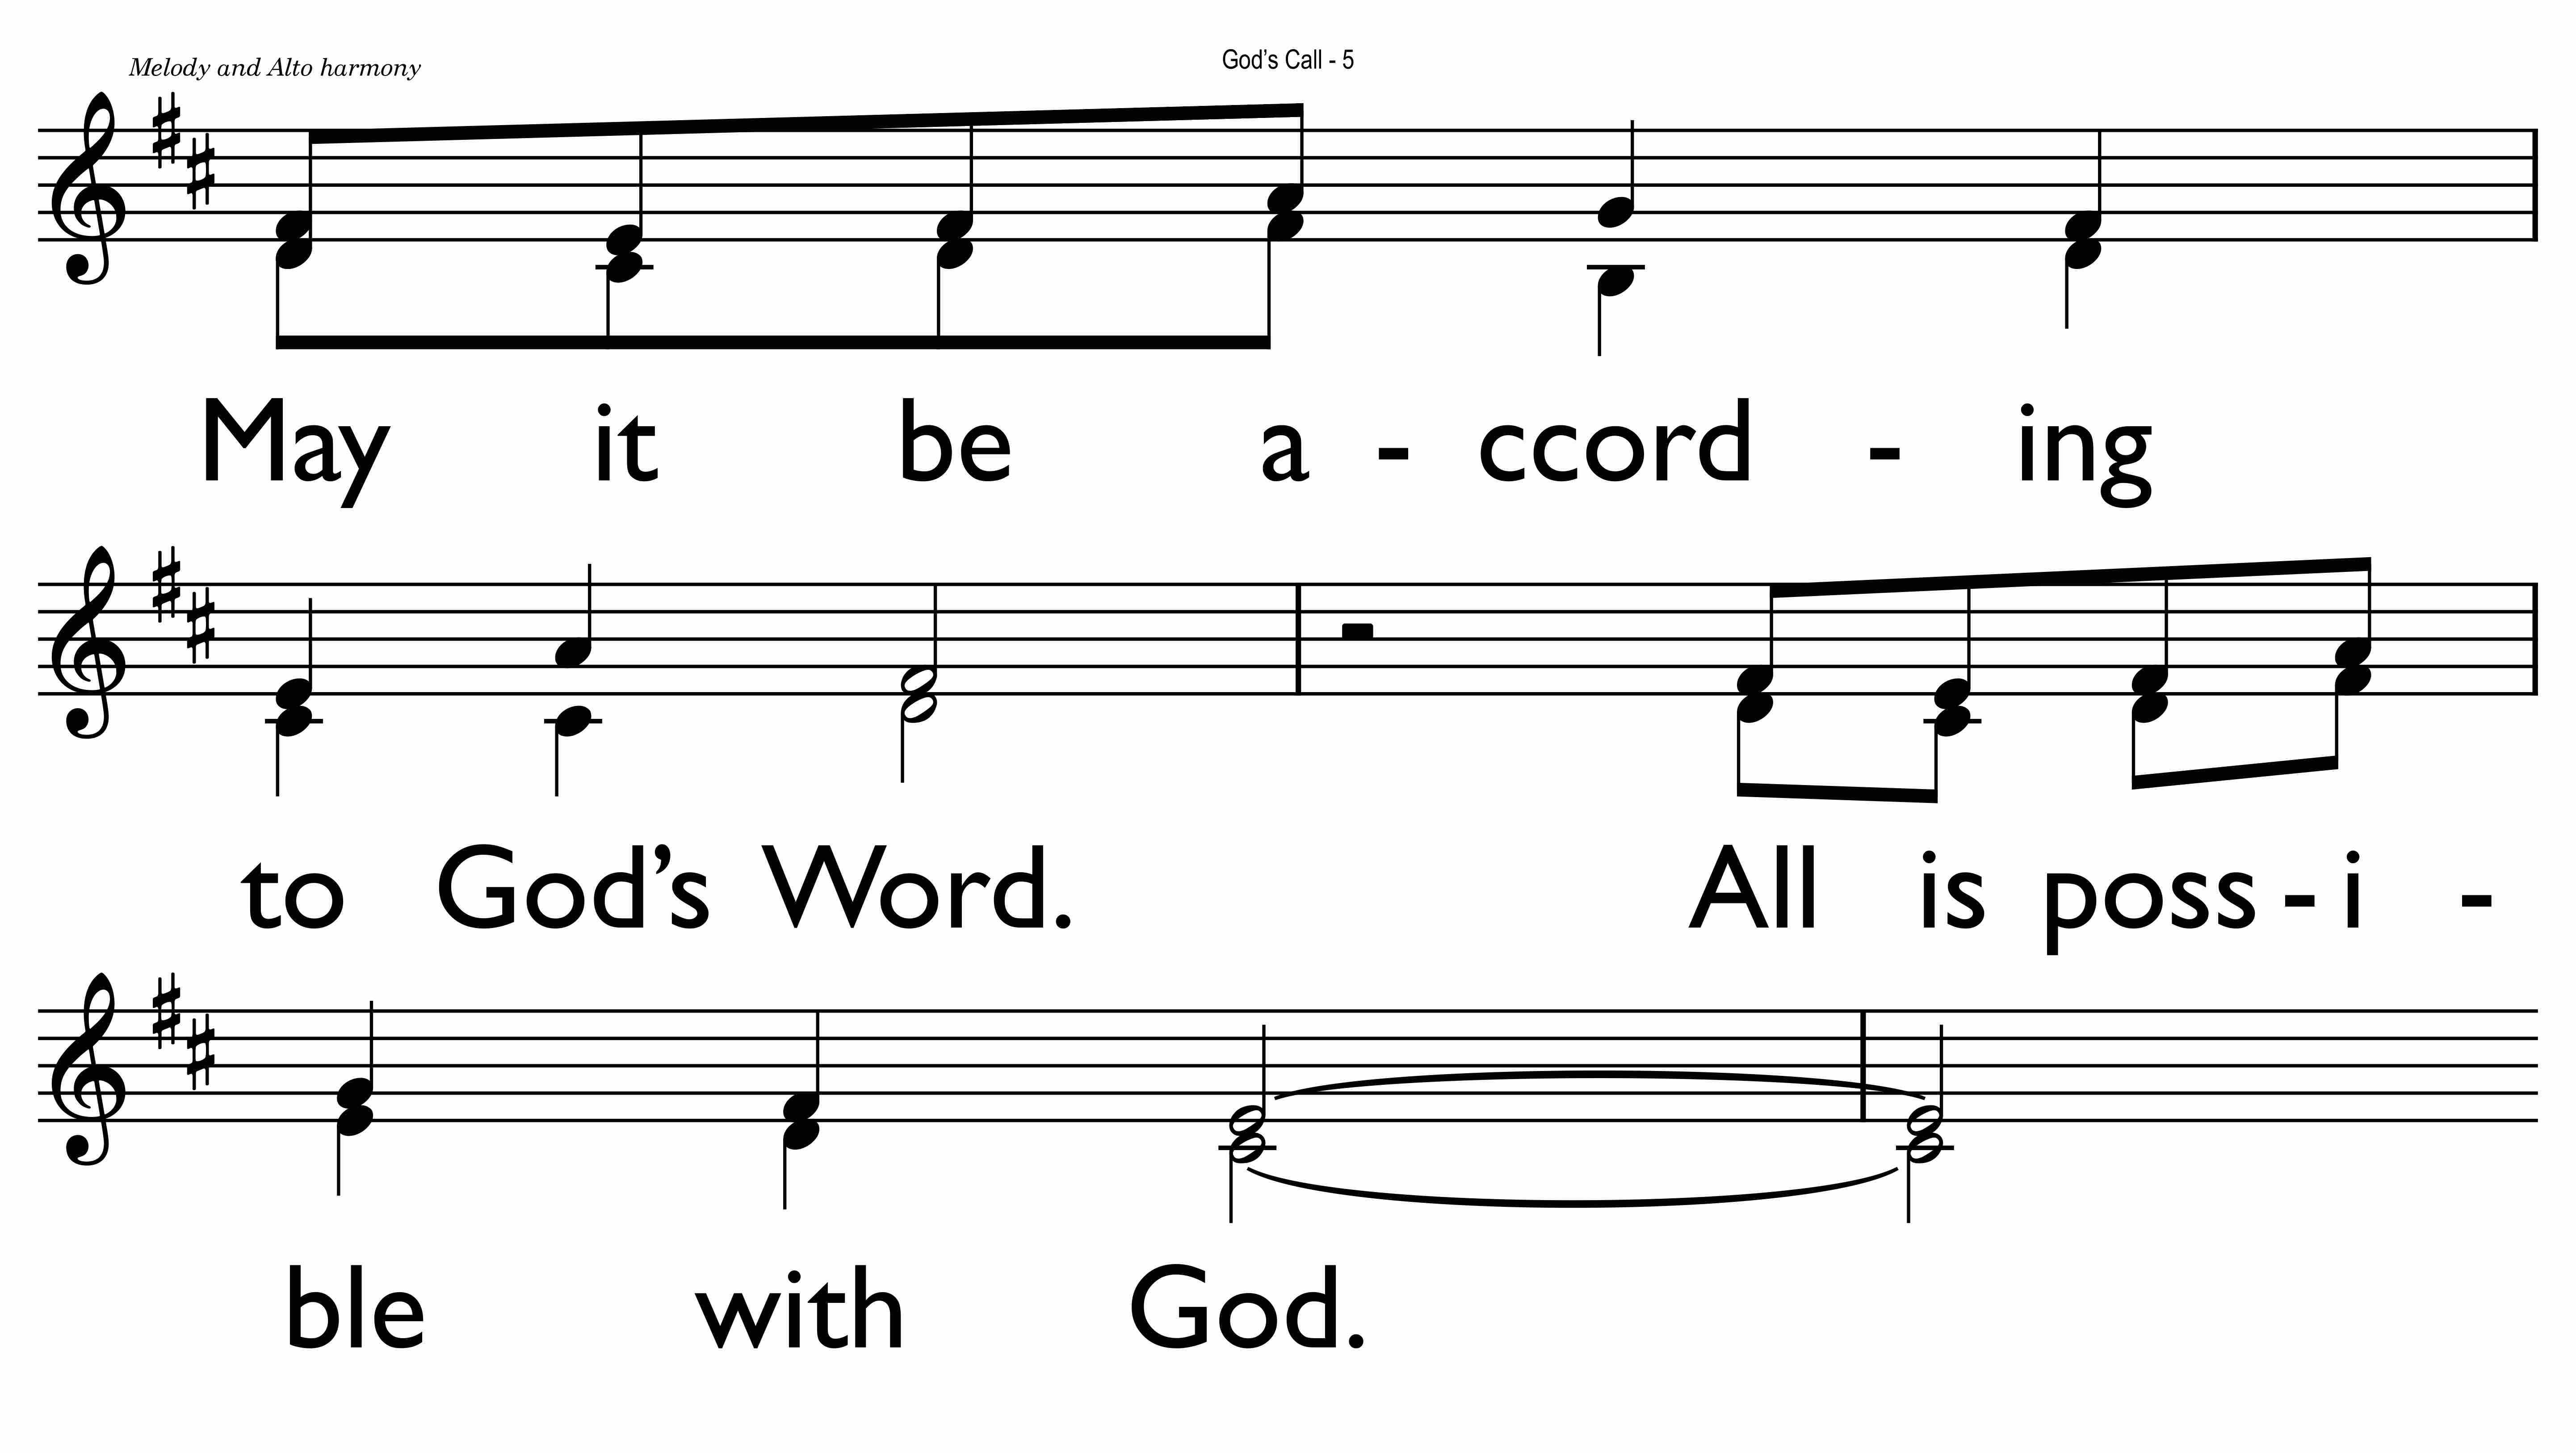 God's Call - 5
Melody and Alto harmony
May it be a - ccord - ing
to God's Word. All is poss - i -
ble with God.